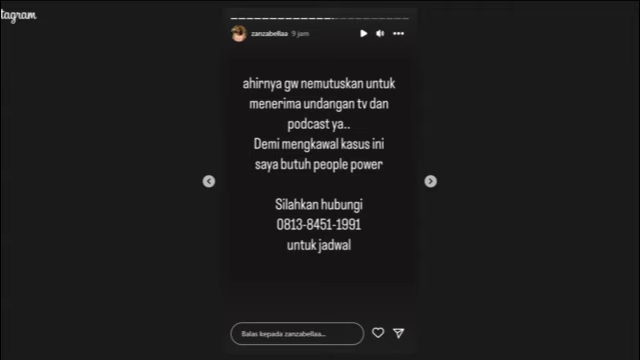 stagram
zanzabellaa 9 jam
ahirnya gw nemutuskan untuk
menerima undangan tv dan
podcast ya..
Demi mengkawal kasus ini
saya butuh people power
Silahkan hubungi
0813-8451-1991
untuk jadwal
Balas kepada zanzabellaa...